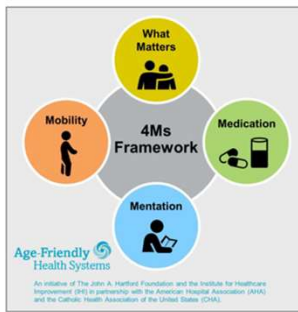 What
Matters
Mobility
4Ms
Framework
Medication
Mentation
Age-Friendly
Health Systems
An initiative of The John A. Hartford Foundation and the Institute for Healthcare
Improvement (IHI) in partnership with the American Hospital Association (AHA)
and the Catholic Health Association of the United States (CHA).